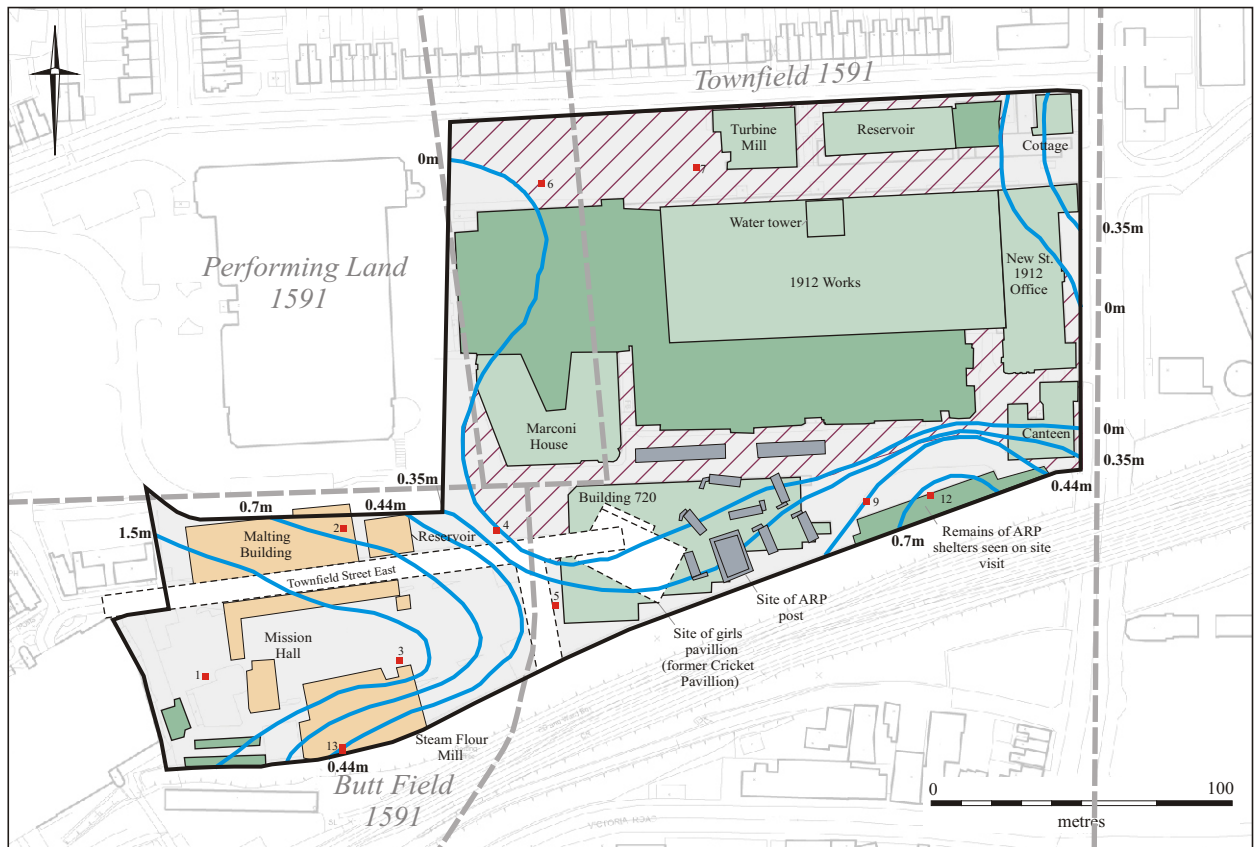 Townfield 1591
Turbine
Mill
Reservoir
Cottage
0m
6
7
Water tower
0.35m
Performing Land
1591
1912 Works
New St.
1912
Office
0m
Marconi
House
Canteen
0m
0.35m
0.44m
0.35m
0.7m
0.44m
1.5m
Building 720
2
Malting
Building
Reservoir
4
9
12
Remains of ARP
shelters seen on site
visit
0.7m
Townfield Street East
5
Site of ARP
post
Mission
Hall
Site of girls
pavillion
(former Cricket
Pavillion)
1
3
13
Steam Flour
Mill
0.44m
Butt Field
1591
0
100
metres
VICTORIA ROAD